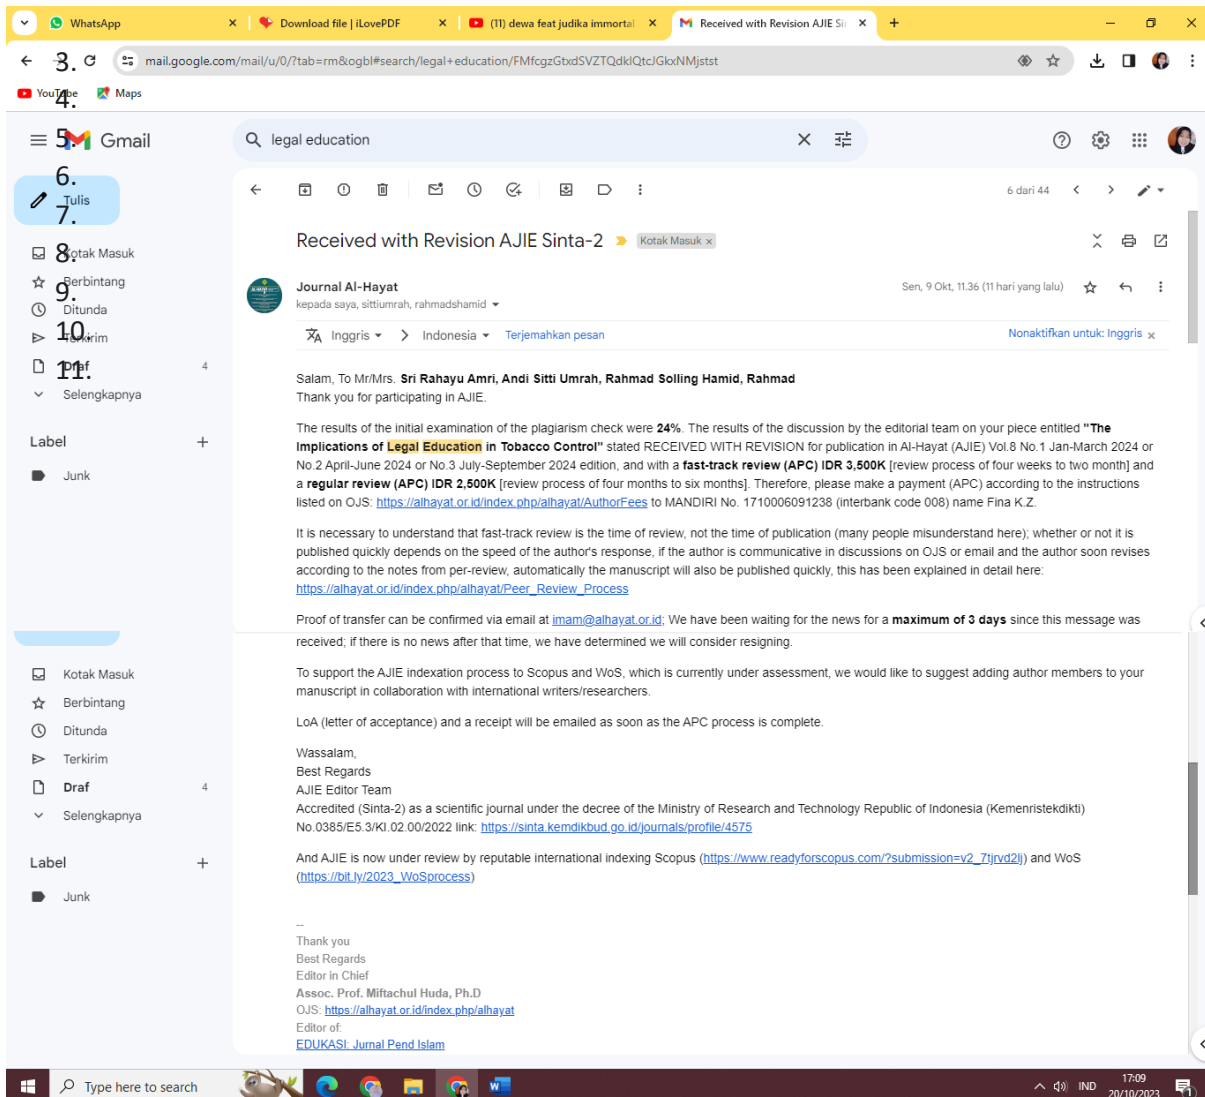 WhatsApp
Download file | iLovePDF
(11) dewa feat judika immortal
Received with Revision AJIE Sir
mail.google.com/mail/u/0/?tab=rm&ogbl#search/legal+education/FMfcgzGtxdSVZTQdklQtcJGkxNMjstst
YouTube
Maps
3.
4.
5.
6.
7.
8.
9.
10.
11.
Gmail
legal education
Tulis
6 dari 44
Kotak Masuk
Berbintang
Ditunda
Terkirim
Draf 4
Selengkapnya
Label
Junk
Received with Revision AJIE Sinta-2 Kotak Masuk ×
Journal Al-Hayat
Sen, 9 Okt, 11.36 (11 hari yang lalu)
kepada saya, sittiumrah, rahmadshamid
Inggris > Indonesia Terjemahkan pesan
Nonaktifkan untuk: Inggris ×
Salam, To Mr/Mrs. Sri Rahayu Amri, Andi Sitti Umrah, Rahmad Solling Hamid, Rahmad
Thank you for participating in AJIE.
The results of the initial examination of the plagiarism check were 24%. The results of the discussion by the editorial team on your piece entitled "The
Implications of Legal Education in Tobacco Control" stated RECEIVED WITH REVISION for publication in Al-Hayat (AJIE) Vol.8 No.1 Jan-March 2024 or
No.2 April-June 2024 or No.3 July-September 2024 edition, and with a fast-track review (APC) IDR 3,500K [review process of four weeks to two month] and
a regular review (APC) IDR 2,500K [review process of four months to six months]. Therefore, please make a payment (APC) according to the instructions
listed on OJS: https://alhayat.or.id/index.php/alhayat/AuthorFees to MANDIRI No. 1710006091238 (interbank code 008) name Fina K.Z.
It is necessary to understand that fast-track review is the time of review, not the time of publication (many people misunderstand here); whether or not it is
published quickly depends on the speed of the author's response, if the author is communicative in discussions on OJS or email and the author soon revises
according to the notes from per-review, automatically the manuscript will also be published quickly, this has been explained in detail here:
https://alhayat.or.id/index.php/alhayat/Peer_Review_Process
Proof of transfer can be confirmed via email at imam@alhayat.or.id; We have been waiting for the news for a maximum of 3 days since this message was
received; if there is no news after that time, we have determined we will consider resigning.
To support the AJIE indexation process to Scopus and WoS, which is currently under assessment, we would like to suggest adding author members to your
manuscript in collaboration with international writers/researchers.
LoA (letter of acceptance) and a receipt will be emailed as soon as the APC process is complete.
Kotak Masuk
Berbintang
Ditunda
Terkirim
Draf 4
Selengkapnya
Label
Junk
Wassalam,
Best Regards
AJIE Editor Team
Accredited (Sinta-2) as a scientific journal under the decree of the Ministry of Research and Technology Republic of Indonesia (Kemenristekdikti)
No.0385/E5.3/KI.02.00/2022 link: https://sinta.kemdikbud.go.id/journals/profile/4575
And AJIE is now under review by reputable international indexing Scopus (https://www.readyforscopus.com/?submission=v2_7tjrvd2lj) and WoS
(https://bit.ly/2023_WoSprocess)
--
Thank you
Best Regards
Editor in Chief
Assoc. Prof. Miftachul Huda, Ph.D
OJS: https://alhayat.or.id/index.php/alhayat
Editor of:
EDUKASI: Jurnal Pend Islam
Type here to search
IND
17:09
20/10/2023